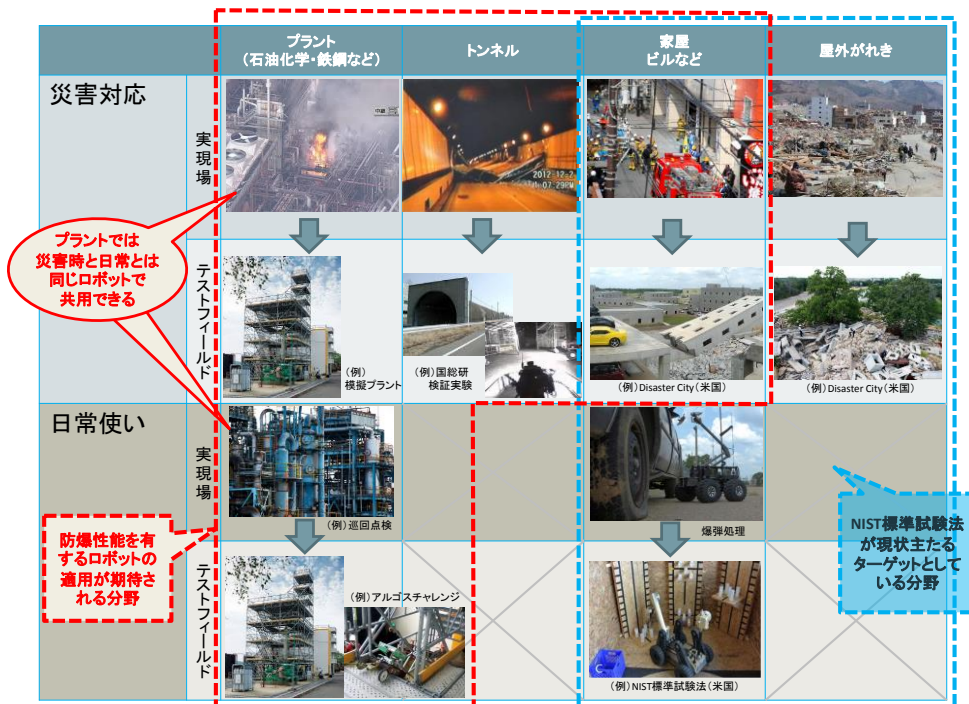 プラント
（石油化学・鉄鋼など）
トンネル
家屋
ビルなど
屋外がれき
災害対応
実現場
中継
2012.12.2
07:29PM
プラントでは
災害時と日常とは
同じロボットで
共用できる
テストフィールド
（例）
模擬プラント
（例）国総研
検証実験
（例）Disaster City（米国）
（例）Disaster City（米国）
日常使い
実現場
（例）巡回点検
爆弾処理
防爆性能を有
するロボットの
適用が期待さ
れる分野
NIST標準試験法
が現状主たる
ターゲットとして
いる分野
テストフィールド
（例）アルゴスチャレンジ
（例）NIST標準試験法（米国）